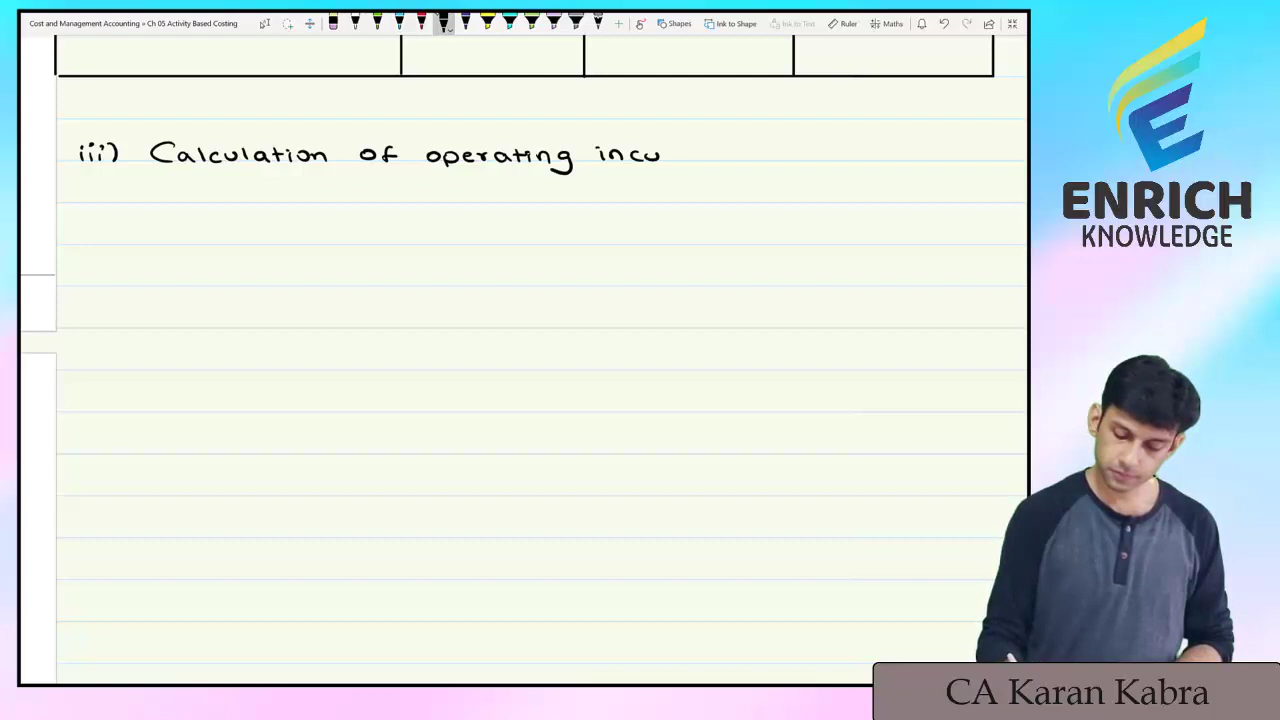 Cost and Management Accounting » Ch 05 Activity Based Costing
Shapes
Ink to Shape
Ink to Text
Ruler
Maths
iii) Calculation of operating incu
ENRICH
KNOWLEDGE
CA Karan Kabra